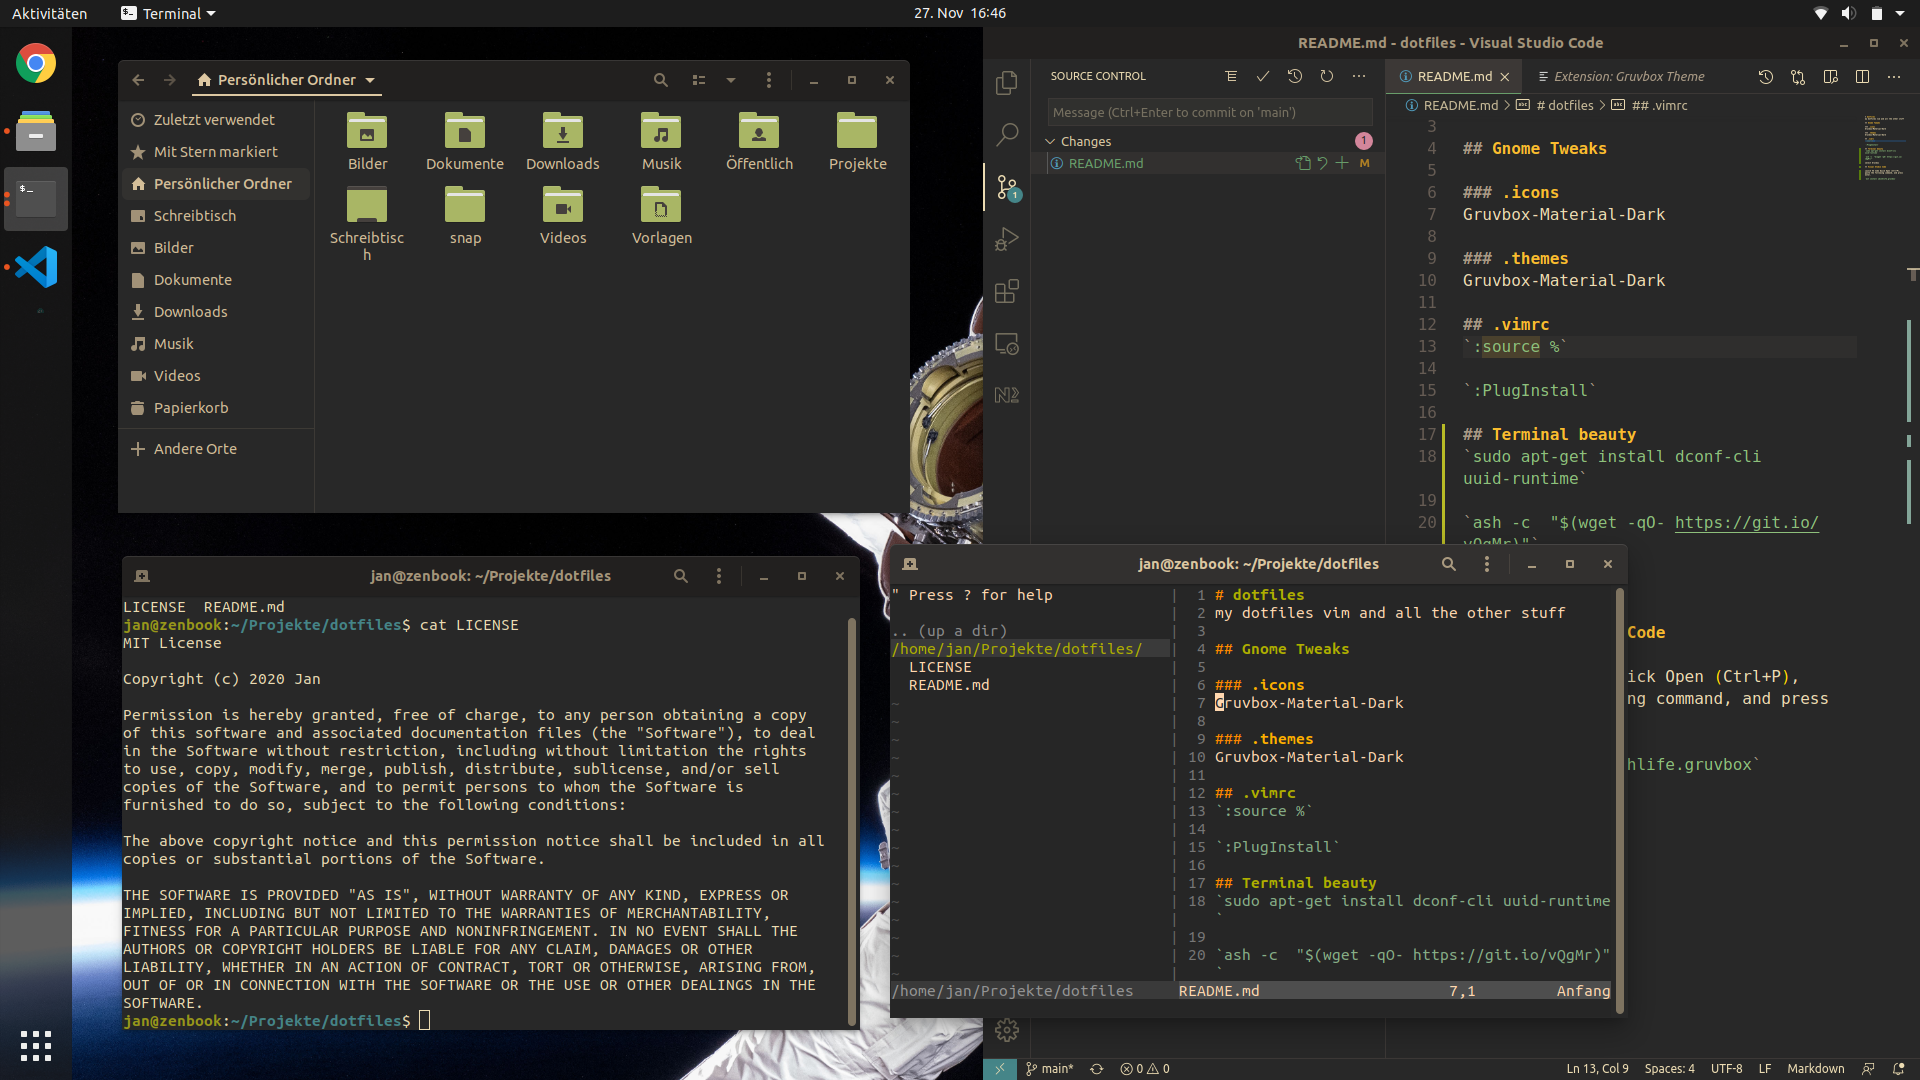 Aktivitäten
Terminal
27. Nov 16:46
Persönlicher Ordner
Zuletzt verwendet
Mit Stern markiert
Persönlicher Ordner
Schreibtisch
Bilder
Dokumente
Downloads
Musik
Videos
Papierkorb
Andere Orte
Bilder
Dokumente
Downloads
Musik
Öffentlich
Projekte
Schreibtisc
h
snap
Videos
Vorlagen
README.md - dotfiles - Visual Studio Code
SOURCE CONTROL
Message (Ctrl+Enter to commit on 'main')
Changes
1
README.md
M
1
README.md
Extension: Gruvbox Theme
README.md > # dotfiles > ## .vimrc
3
4 ## Gnome Tweaks
5
6 ### .icons
7 Gruvbox-Material-Dark
8
9 ### .themes
10 Gruvbox-Material-Dark
11
12 ## .vimrc
13 `:source %`
14
15 `:PlugInstall`
16
17 ## Terminal beauty
18 `sudo apt-get install dconf-cli
uuid-runtime`
19
20 `ash -c  "$(wget -qO- https://git.io/
vQgMr)"`
Code
ick Open (Ctrl+P),
ng command, and press
hlife.gruvbox`
jan@zenbook: ~/Projekte/dotfiles
LICENSE  README.md
jan@zenbook:~/Projekte/dotfiles$ cat LICENSE
MIT License
Copyright (c) 2020 Jan
Permission is hereby granted, free of charge, to any person obtaining a copy
of this software and associated documentation files (the "Software"), to deal
in the Software without restriction, including without limitation the rights
to use, copy, modify, merge, publish, distribute, sublicense, and/or sell
copies of the Software, and to permit persons to whom the Software is
furnished to do so, subject to the following conditions:
The above copyright notice and this permission notice shall be included in all
copies or substantial portions of the Software.
THE SOFTWARE IS PROVIDED "AS IS", WITHOUT WARRANTY OF ANY KIND, EXPRESS OR
IMPLIED, INCLUDING BUT NOT LIMITED TO THE WARRANTIES OF MERCHANTABILITY,
FITNESS FOR A PARTICULAR PURPOSE AND NONINFRINGEMENT. IN NO EVENT SHALL THE
AUTHORS OR COPYRIGHT HOLDERS BE LIABLE FOR ANY CLAIM, DAMAGES OR OTHER
LIABILITY, WHETHER IN AN ACTION OF CONTRACT, TORT OR OTHERWISE, ARISING FROM,
OUT OF OR IN CONNECTION WITH THE SOFTWARE OR THE USE OR OTHER DEALINGS IN THE
SOFTWARE.
jan@zenbook:~/Projekte/dotfiles$
jan@zenbook: ~/Projekte/dotfiles
" Press ? for help
.. (up a dir)
/home/jan/Projekte/dotfiles/
LICENSE
README.md
/home/jan/Projekte/dotfiles
1 # dotfiles
2 my dotfiles vim and all the other stuff
3
4 ## Gnome Tweaks
5
6 ### .icons
7 Gruvbox-Material-Dark
8
9 ### .themes
10 Gruvbox-Material-Dark
11
12 ## .vimrc
13 `:source %`
14
15 `:PlugInstall`
16
17 ## Terminal beauty
18 `sudo apt-get install dconf-cli uuid-runtime
`
19
20 `ash -c  "$(wget -qO- https://git.io/vQgMr)"
`
README.md 7,1 Anfang
main*
0
0
Ln 13, Col 9
Spaces: 4
UTF-8
LF
Markdown